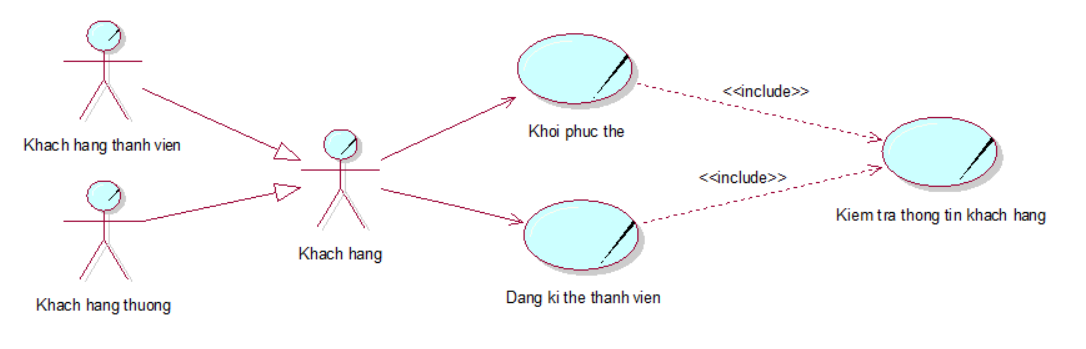 Khach hang thanh vien
Khach hang thuong
Khach hang
Khoi phuc the
Dang ki the thanh vien
<<include>>
<<include>>
Kiem tra thong tin khach hang